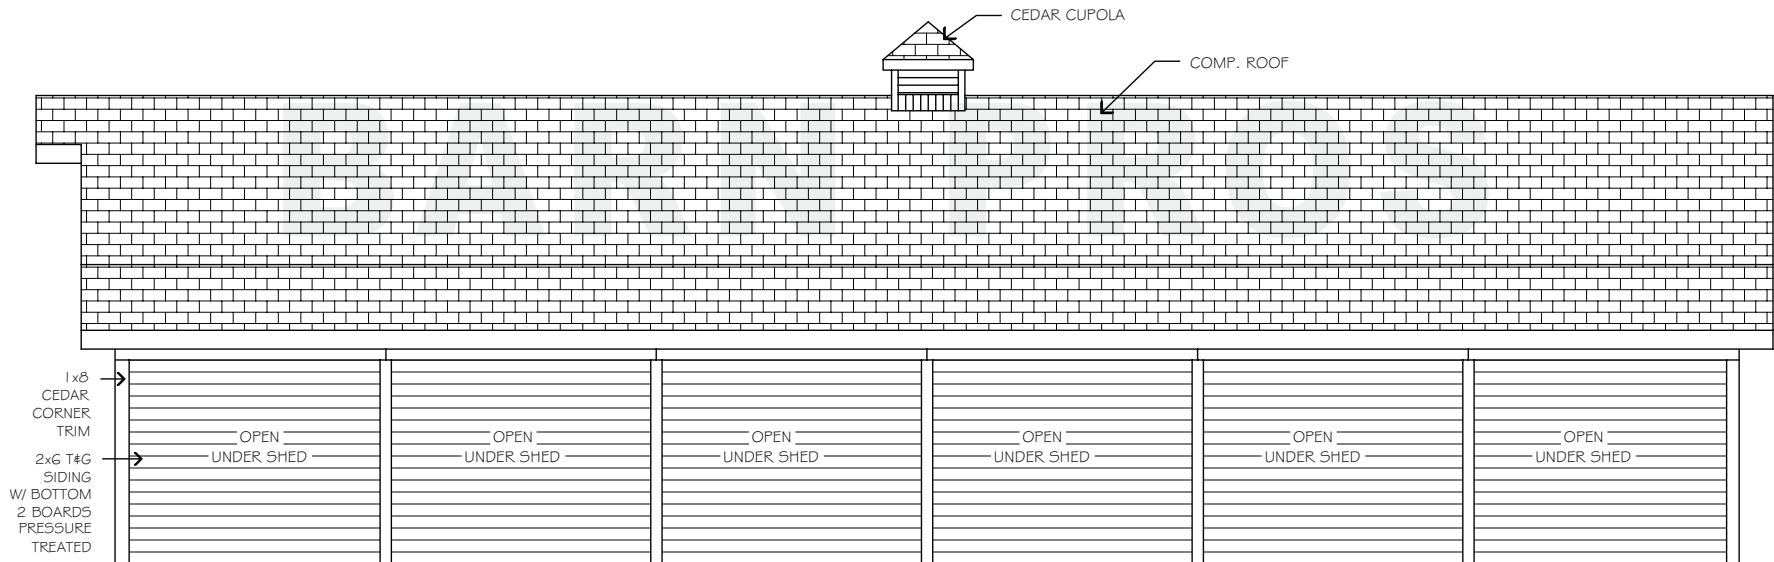 CEDAR CUPOLA
COMP. ROOF
BARN PROS
1x8
CEDAR
CORNER
TRIM
2x6 T&G
SIDING
W/ BOTTOM
2 BOARDS
PRESSURE
TREATED
OPEN
UNDER SHED
OPEN
UNDER SHED
OPEN
UNDER SHED
OPEN
UNDER SHED
OPEN
UNDER SHED
OPEN
UNDER SHED